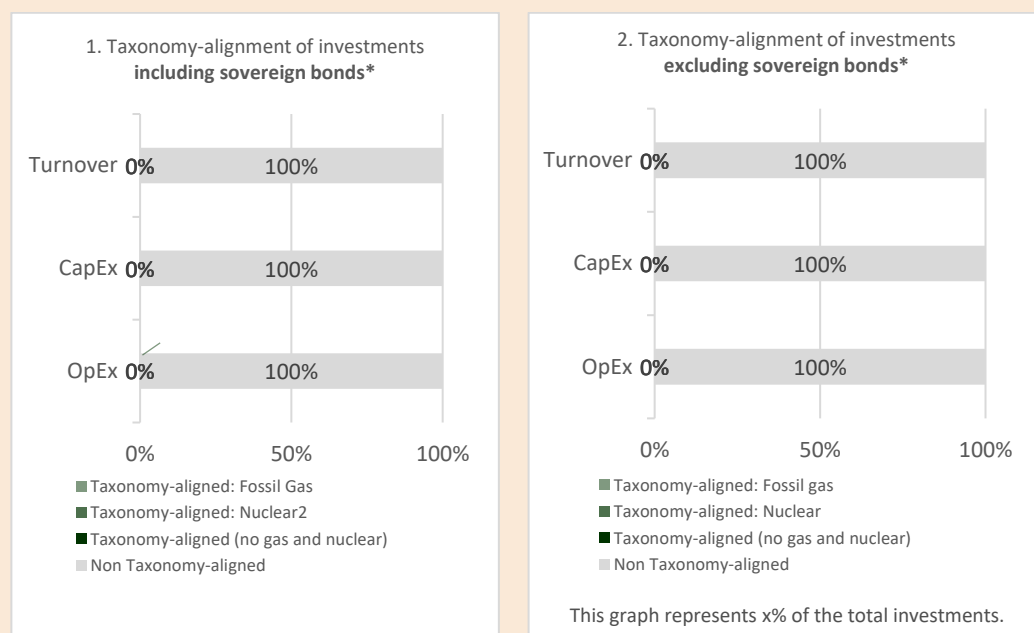 1. Taxonomy-alignment of investments
including sovereign bonds*
Turnover 0% 100%
CapEx 0% 100%
OpEx 0% 100%
0% 50% 100%
Taxonomy-aligned: Fossil Gas
Taxonomy-aligned: Nuclear2
Taxonomy-aligned (no gas and nuclear)
Non Taxonomy-aligned
2. Taxonomy-alignment of investments
excluding sovereign bonds*
Turnover 0% 100%
CapEx 0% 100%
OpEx 0% 100%
0% 50% 100%
Taxonomy-aligned: Fossil gas
Taxonomy-aligned: Nuclear
Taxonomy-aligned (no gas and nuclear)
Non Taxonomy-aligned
This graph represents x% of the total investments.